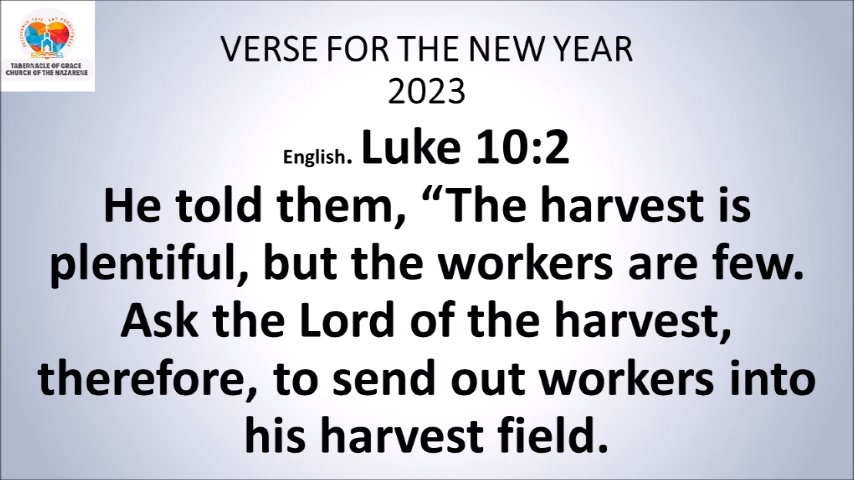 TABERNACLE OF GRACE
CHURCH OF THE NAZARENE
VERSE FOR THE NEW YEAR
2023
English. Luke 10:2
He told them, “The harvest is
plentiful, but the workers are few.
Ask the Lord of the harvest,
therefore, to send out workers into
his harvest field.